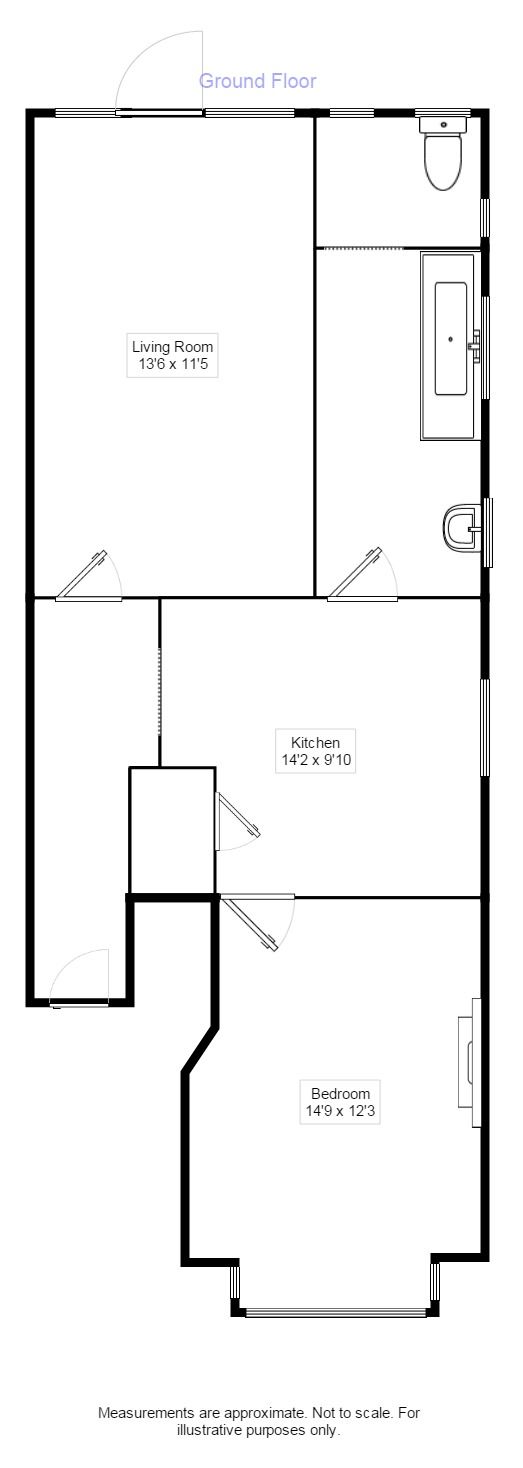 Ground Floor
Living Room
13'6 x 11'5
Kitchen
14'2 x 9'10
Bedroom
14'9 x 12'3
Measurements are approximate. Not to scale. For
illustrative purposes only.